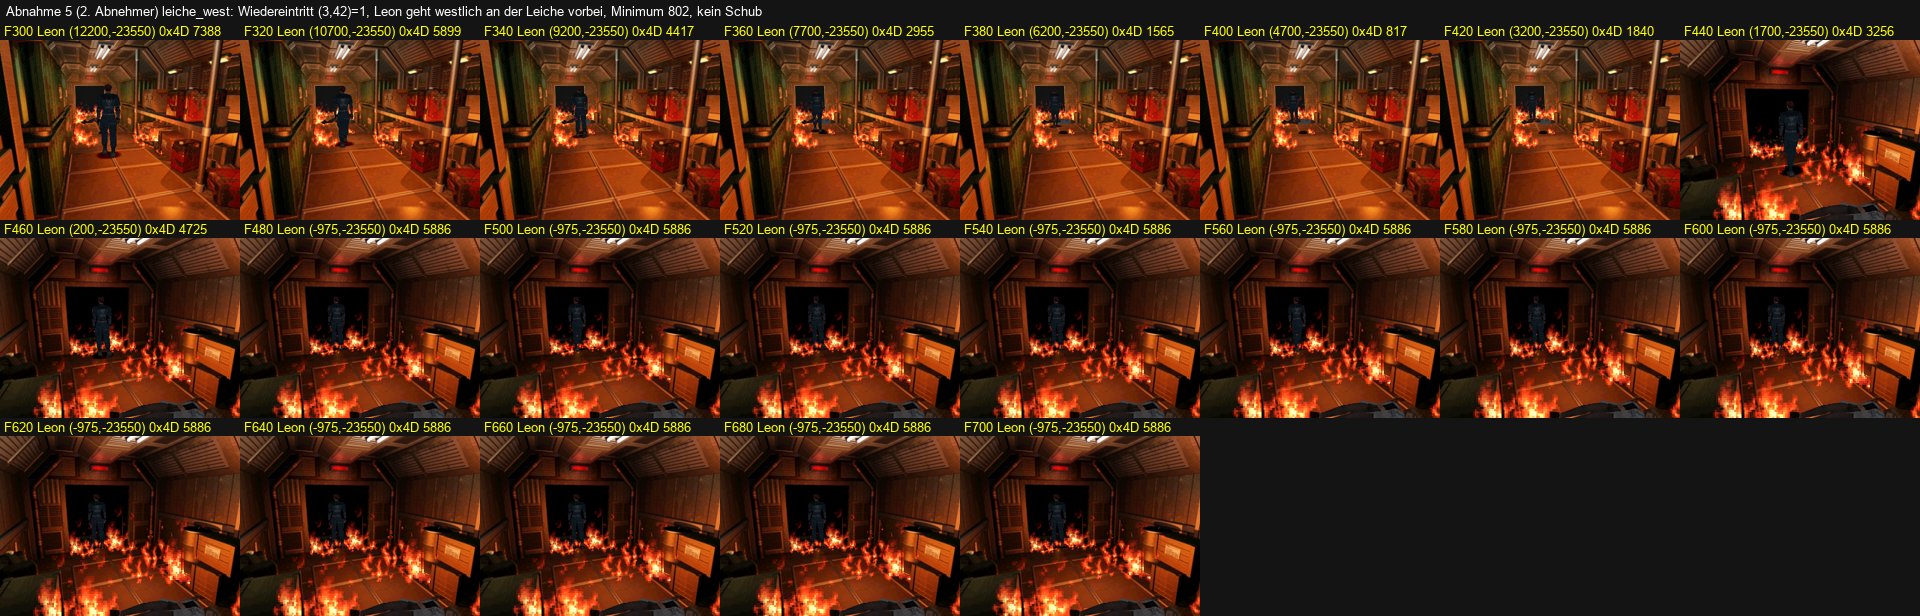 Abnahme 5 (2. Abnehmer) leiche_west: Wiedereintritt (3,42)=1, Leon geht westlich an der Leiche vorbei, Minimum 802, kein Schub
F300 Leon (12200,-23550) 0x4D 7388
F320 Leon (10700,-23550) 0x4D 5899
F340 Leon (9200,-23550) 0x4D 4417
F360 Leon (7700,-23550) 0x4D 2955
F380 Leon (6200,-23550) 0x4D 1565
F400 Leon (4700,-23550) 0x4D 817
F420 Leon (3200,-23550) 0x4D 1840
F440 Leon (1700,-23550) 0x4D 3256
F460 Leon (200,-23550) 0x4D 4725
F480 Leon (-975,-23550) 0x4D 5886
F500 Leon (-975,-23550) 0x4D 5886
F520 Leon (-975,-23550) 0x4D 5886
F540 Leon (-975,-23550) 0x4D 5886
F560 Leon (-975,-23550) 0x4D 5886
F580 Leon (-975,-23550) 0x4D 5886
F600 Leon (-975,-23550) 0x4D 5886
F620 Leon (-975,-23550) 0x4D 5886
F640 Leon (-975,-23550) 0x4D 5886
F660 Leon (-975,-23550) 0x4D 5886
F680 Leon (-975,-23550) 0x4D 5886
F700 Leon (-975,-23550) 0x4D 5886